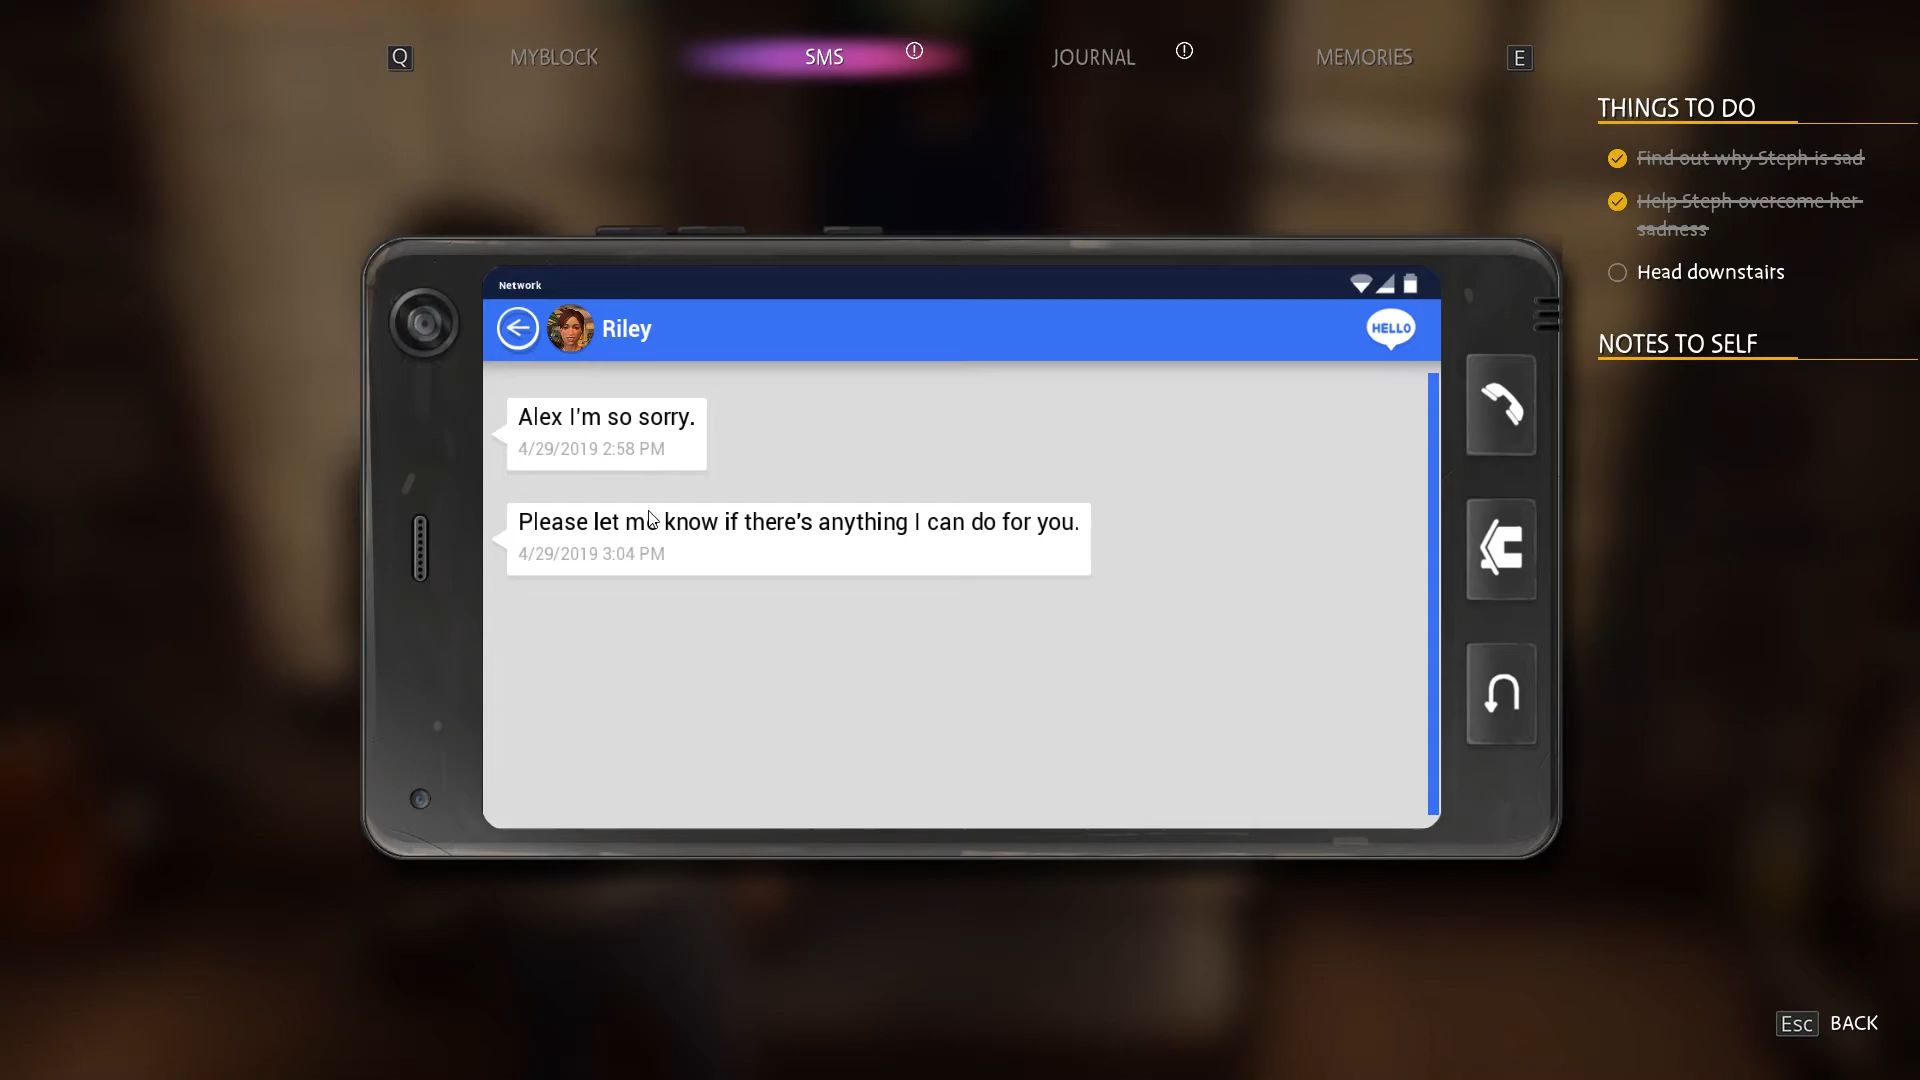 Q MYBLOCK SMS JOURNAL MEMORIES E
THINGS TO DO
Find out why Steph is sad
Help Steph overcome her
sadness
Head downstairs
NOTES TO SELF
Network
Riley
HELLO
Alex I'm so sorry.
4/29/2019 2:58 PM
Please let me know if there's anything I can do for you.
4/29/2019 3:04 PM
Esc BACK